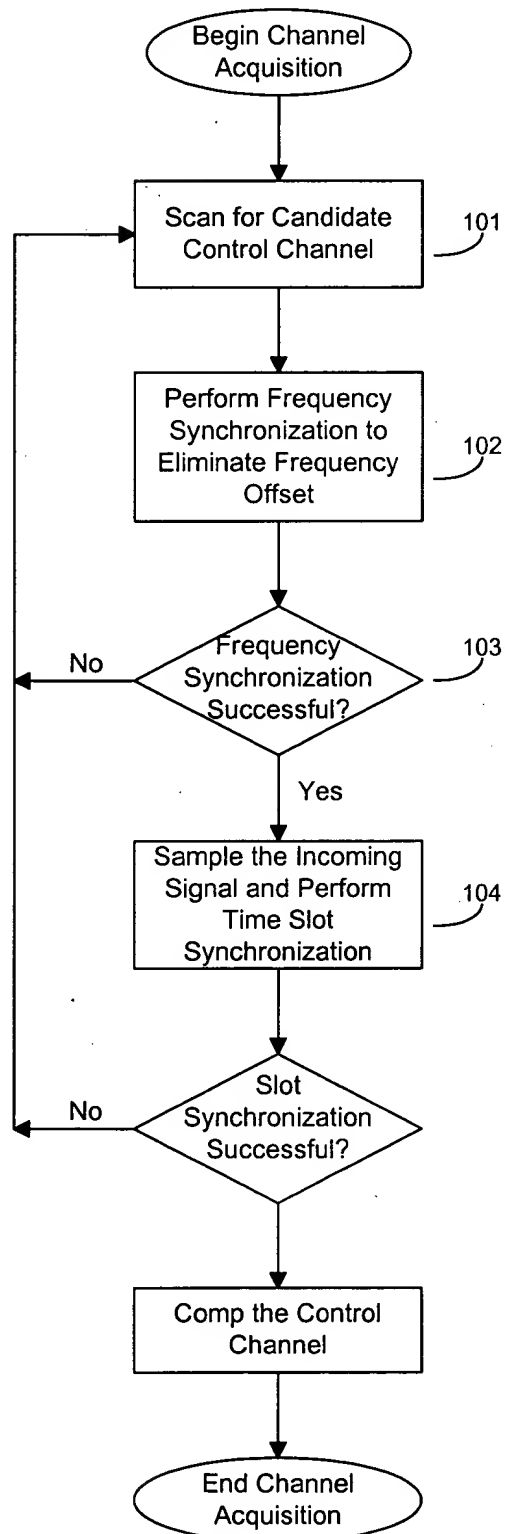 Begin Channel
Acquisition
Scan for Candidate
Control Channel
101
Perform Frequency
Synchronization to
Eliminate Frequency
Offset
102
Frequency
Synchronization
Successful?
103
No
Yes
Sample the Incoming
Signal and Perform
Time Slot
Synchronization
104
Slot
Synchronization
Successful?
No
Comp the Control
Channel
End Channel
Acquisition